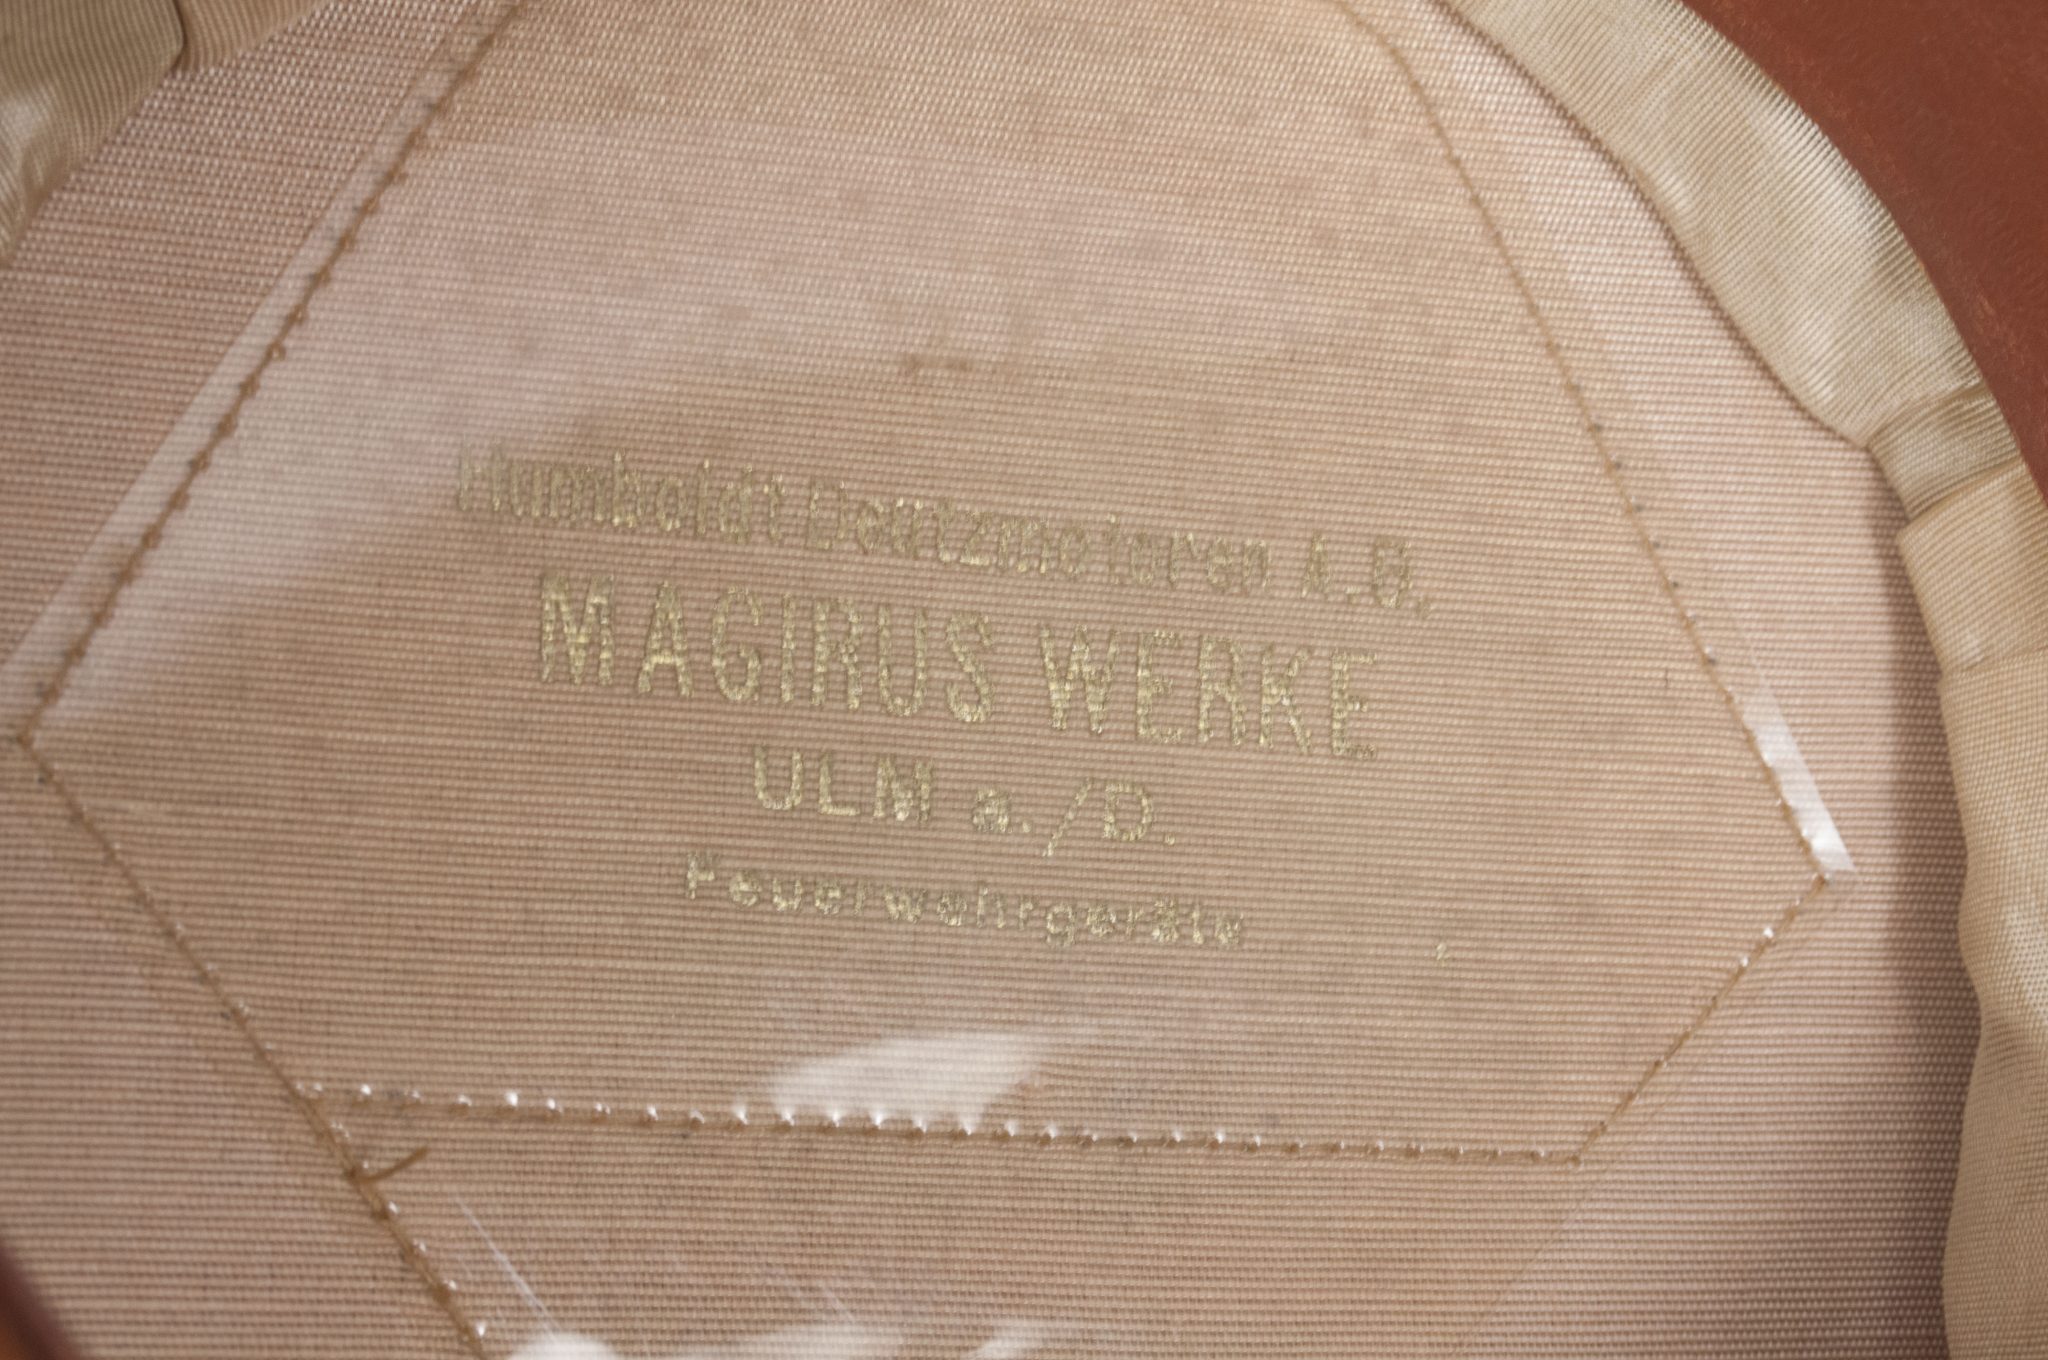 Humboldt Deutzmotoren A.G.
MAGIRUS WERKE
ULM a./D.
Feuerwehrgeräte